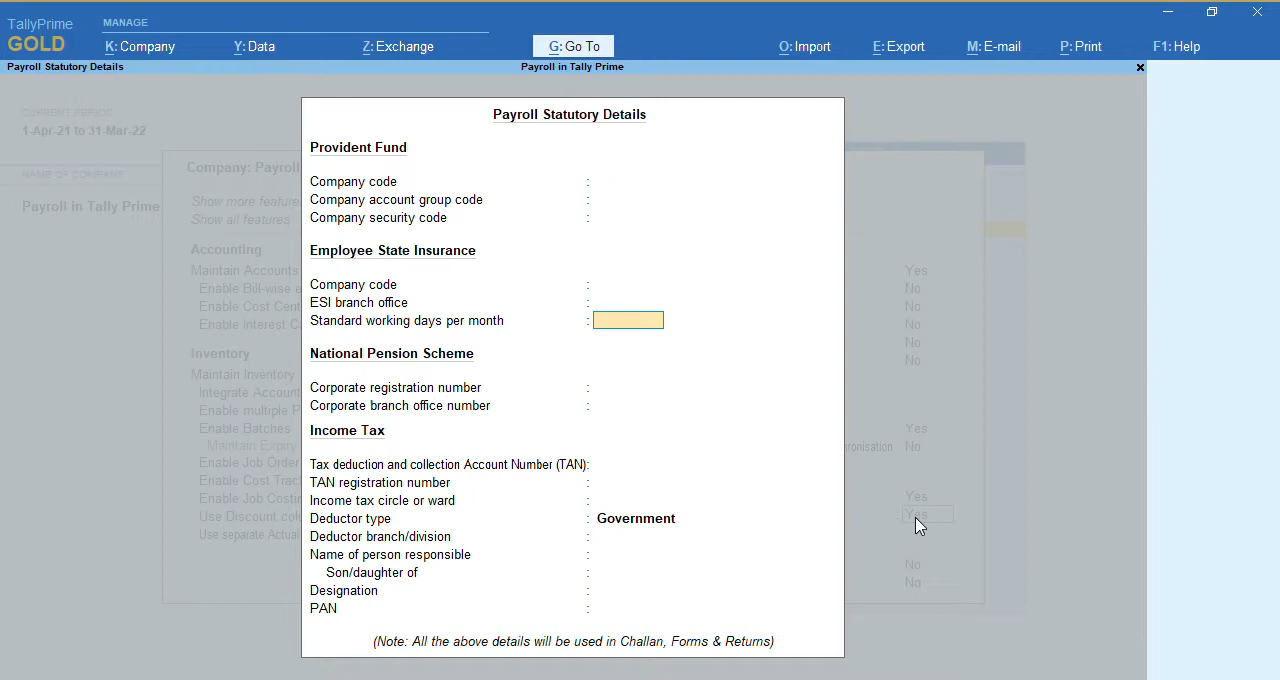 TallyPrime
GOLD
MANAGE
K: Company Y: Data Z: Exchange G: Go To O: Import E: Export M: E-mail P: Print F1: Help
Payroll Statutory Details Payroll in Tally Prime
CURRENT PERIOD
1-Apr-21 to 31-Mar-22
NAME OF COMPANY
Payroll in Tally Prime
Company: Payroll
Show more
Show all features
Accounting
Maintain Accounts Yes
Enable Bill-wise No
Enable Cost No
Enable Interest No
No
Inventory No
Maintain Inventory
Integrate
Enable multiple
Enable Batches Yes
Maintain Expiry No
Enable Job Order
Enable Cost
Enable Job Yes
Use Discount Yes
Use separate Actual
No
No
Payroll Statutory Details
Provident Fund
Company code :
Company account group code :
Company security code :
Employee State Insurance
Company code :
ESI branch office :
Standard working days per month :
National Pension Scheme
Corporate registration number :
Corporate branch office number :
Income Tax
Tax deduction and collection Account Number (TAN):
TAN registration number :
Income tax circle or ward :
Deductor type : Government
Deductor branch/division :
Name of person responsible :
Son/daughter of :
Designation :
PAN :
(Note: All the above details will be used in Challan, Forms & Returns)